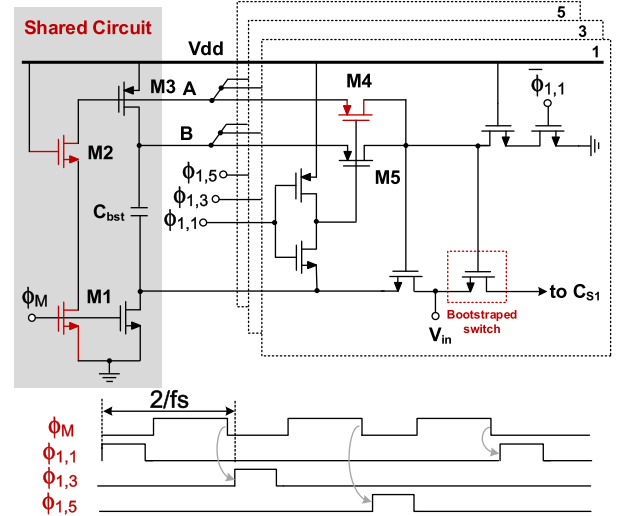 5
3
1
Shared Circuit
Vdd
M3
A
M4
ϕ̅1,1
B
M2
M5
ϕ1,5
ϕ1,3
ϕ1,1
Cbst
ϕM
M1
to CS1
Bootstraped
switch
Vin
2/fs
ϕM
ϕ1,1
ϕ1,3
ϕ1,5